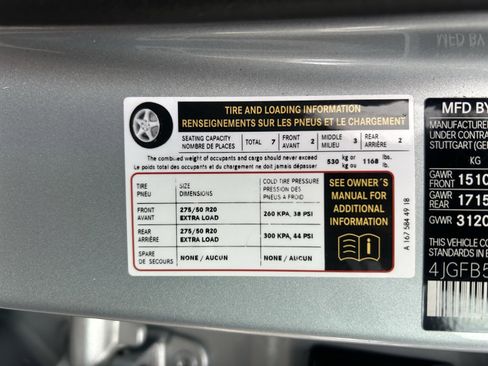 TIRE AND LOADING INFORMATION
RENSEIGNEMENTS SUR LES PNEUS ET LE CHARGEMENT
SEATING CAPACITY
NOMBRE DE PLACES
TOTAL 7
FRONT
AVANT 2
MIDDLE
MILIEU 3
REAR
ARRIÈRE 2
The combined weight of occupants and cargo should never exceed
Le poids total des occupants et du chargement ne doit jamais dépasser
530 kg or / kg ou 1168 lbs. / lb.
TIRE
PNEU
SIZE
DIMENSIONS
COLD TIRE PRESSURE
PRESSION DES
PNEUS A FROID
FRONT
AVANT
275/50 R20
EXTRA LOAD
260 KPA, 38 PSI
REAR
ARRIÈRE
275/50 R20
EXTRA LOAD
300 KPA, 44 PSI
SPARE
DE SECOURS
NONE / AUCUN
NONE / AUCUN
SEE OWNER´S
MANUAL FOR
ADDITIONAL
INFORMATION
A 167 584 49 18
MFD BY
MANUFACTUR
UNDER CONTRA
STUTTGART (GE
KG
GAWR
FRONT 1510
GAWR
REAR 1715
GVWR 3120
THIS VEHICLE CO
STANDARDS IN E
4JGFB5
MFD BY